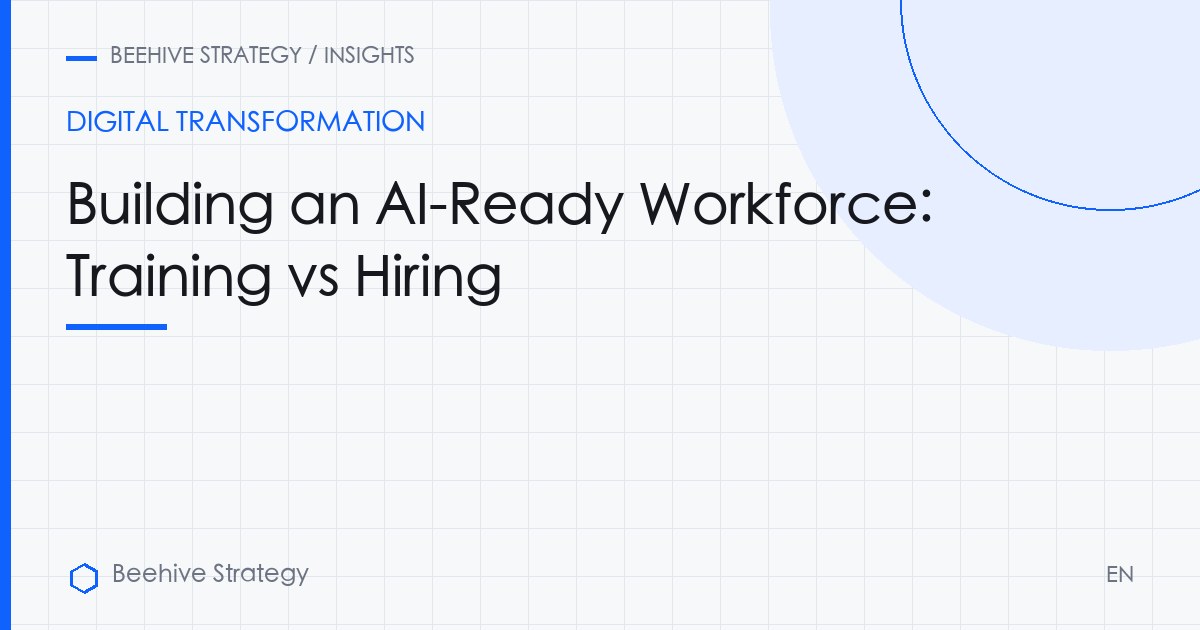 BEEHIVE STRATEGY / INSIGHTS
DIGITAL TRANSFORMATION
Building an AI-Ready Workforce:
Training vs Hiring
Beehive Strategy
EN